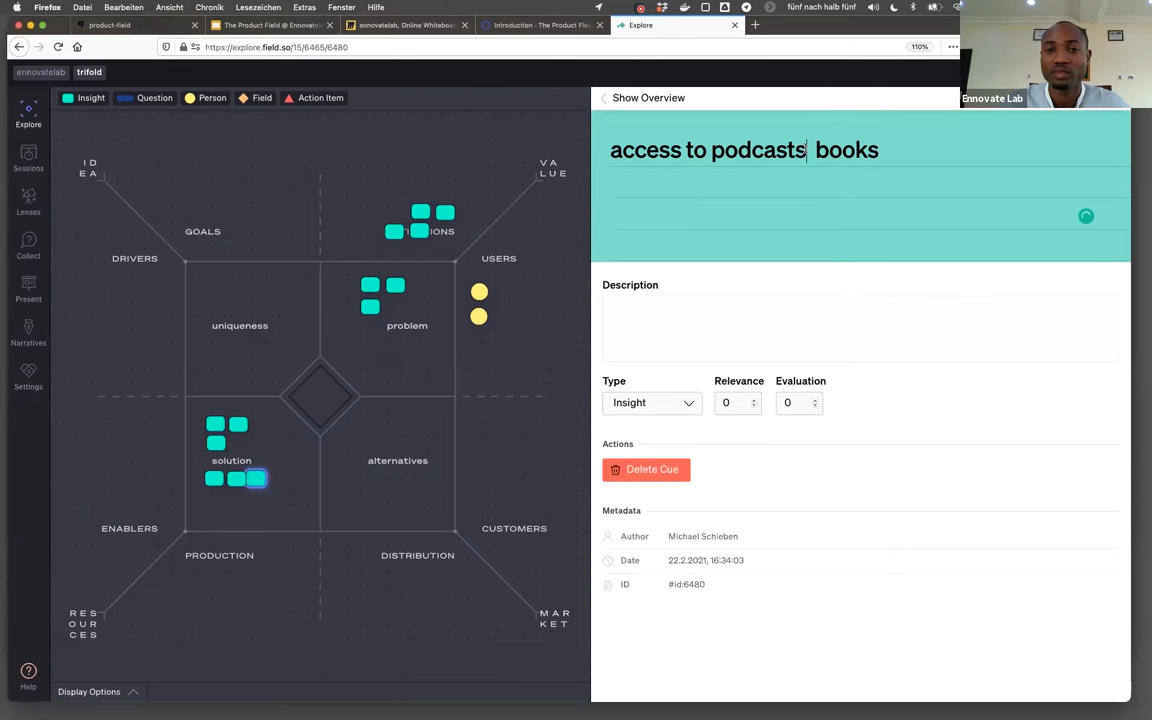 Firefox Datei Bearbeiten Ansicht Chronik Lesezeichen Extras Fenster Hilfe fünf nach halb fünf
product-field
The Product Field @ Ennovate
ennovatelab, Online Whiteboa
Introduction - The Product Fie
Explore
https://explore.field.so/15/6465/6480
110%
ennovatelab trifold
Ennovate Lab
Insight Question Person Field Action Item
Show Overview
Explore
Sessions
Lenses
Collect
Present
Narratives
Settings
Help
ID
EA
VA
LUE
GOALS
IONS
DRIVERS
USERS
uniqueness
problem
solution
alternatives
ENABLERS
CUSTOMERS
PRODUCTION
DISTRIBUTION
RES
OUR
CES
MAR
KET
Display Options
access to podcasts books
Description
Type Relevance Evaluation
Insight 0 0
Actions
Delete Cue
Metadata
Author Michael Schieben
Date 22.2.2021, 16:34:03
ID #id:6480